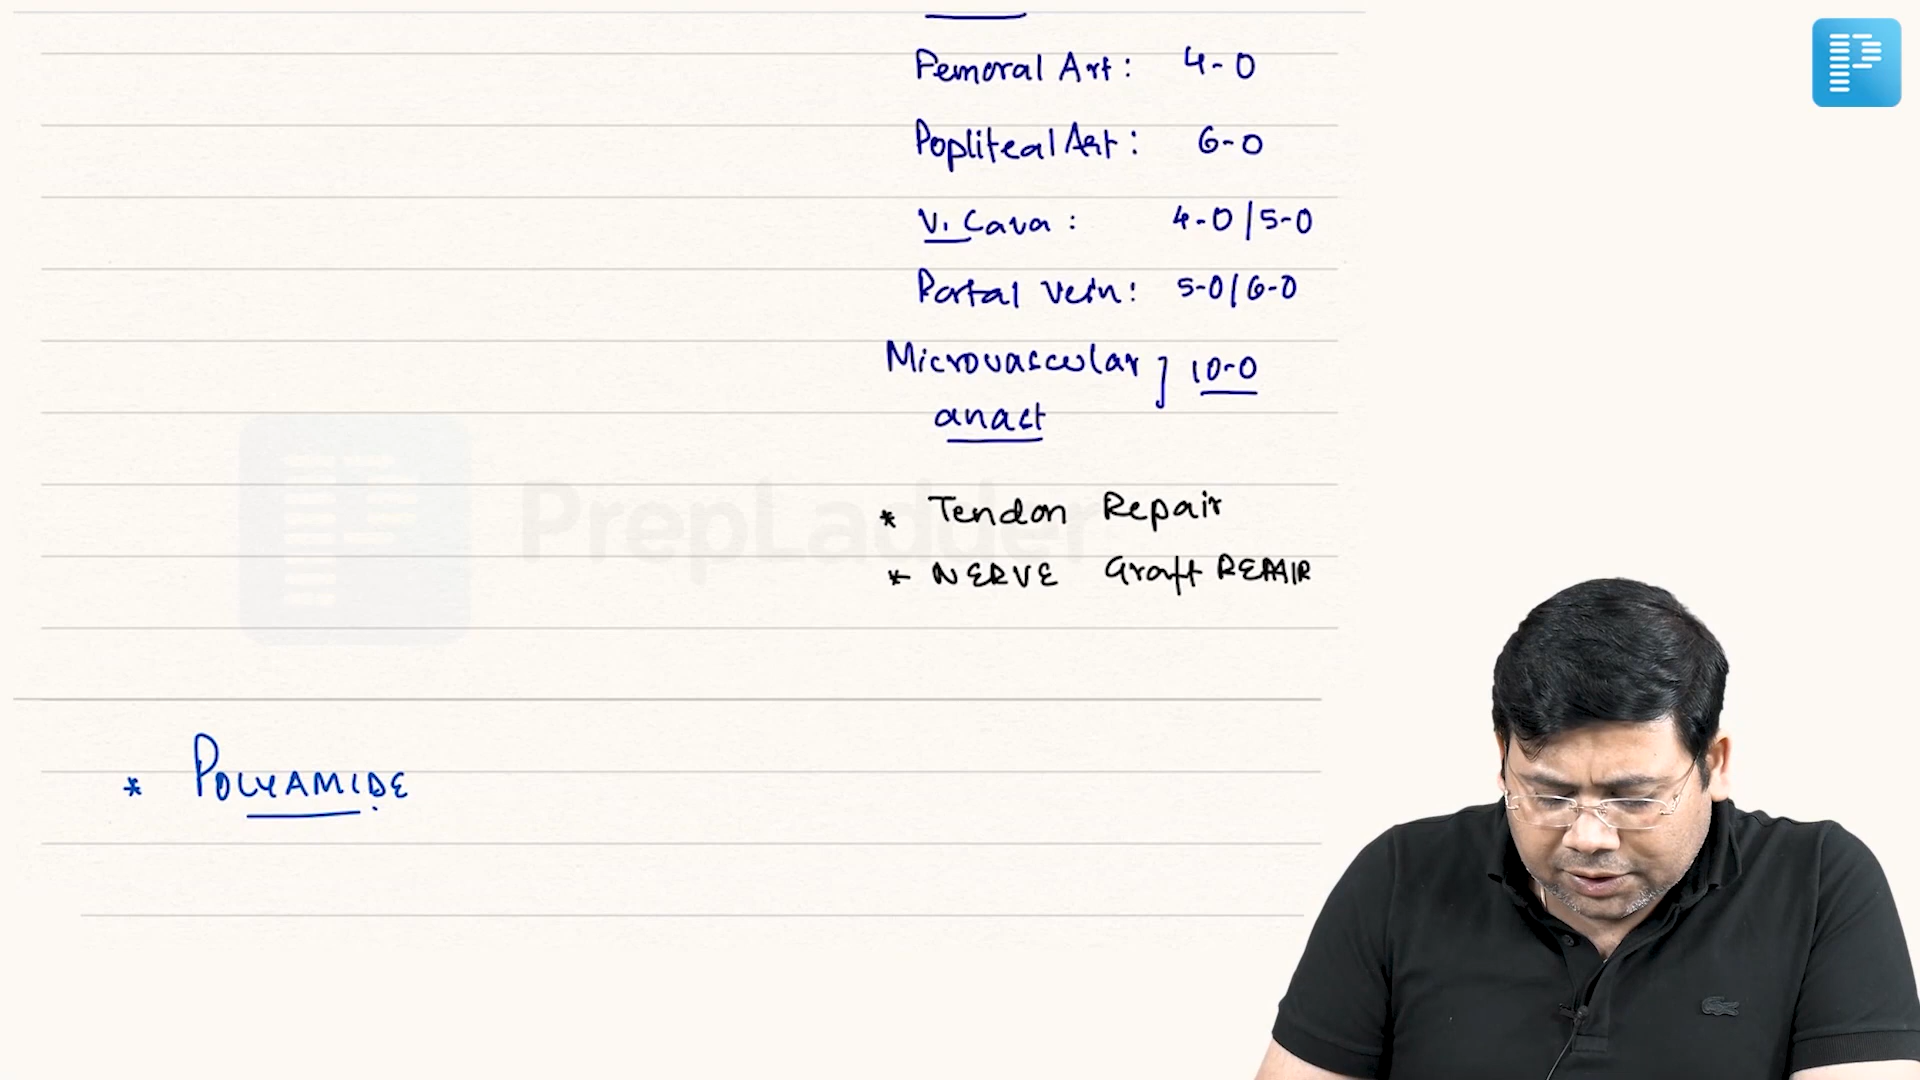 Femoral Art: 4-0
Popliteal Art: 6-0
V. Cava: 4-0/5-0
Portal Vein: 5-0/6-0
Microvascular ] 10-0
anast
PrepLadder
* Tendon Repair
* NERVE Graft REPAIR
* POLYAMIDE